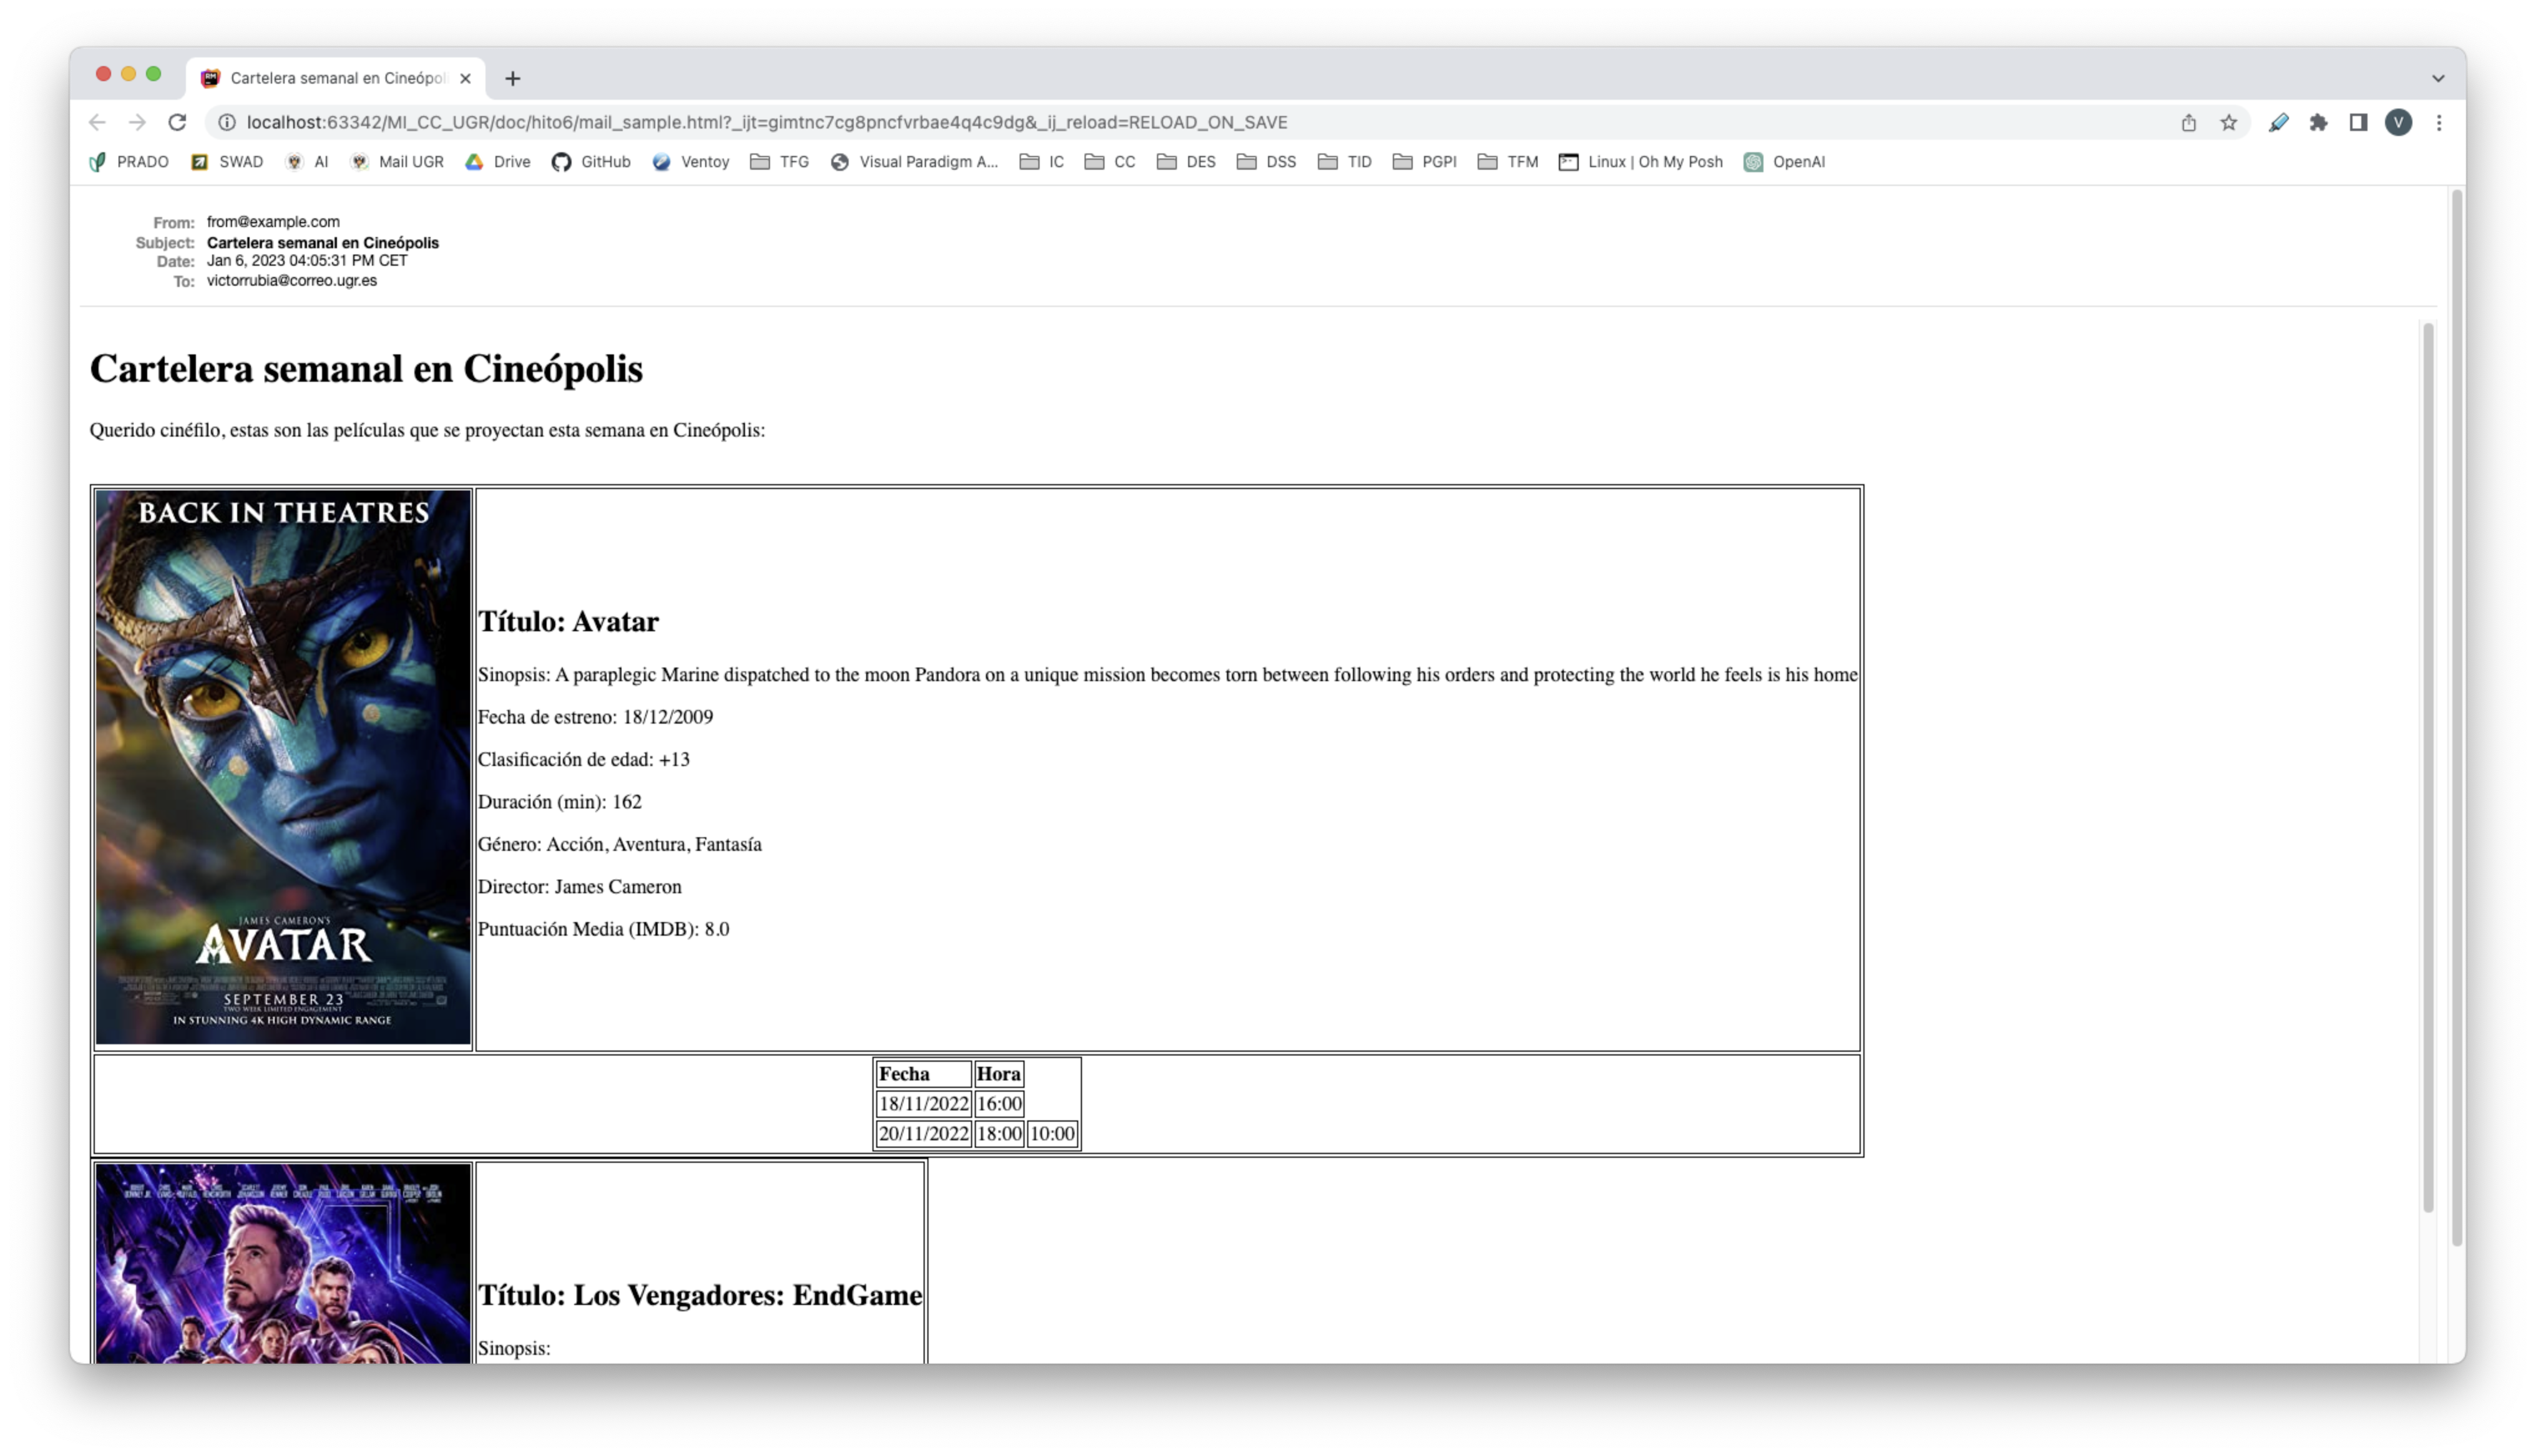 Cartelera semanal en Cineópol
localhost:63342/MI_CC_UGR/doc/hito6/mail_sample.html?_ijt=gimtnc7cg8pncfvrbae4q4c9dg&_ij_reload=RELOAD_ON_SAVE
V
PRADO SWAD AI Mail UGR Drive GitHub Ventoy TFG Visual Paradigm A... IC CC DES DSS TID PGPI TFM Linux | Oh My Posh OpenAI
From: from@example.com
Subject: Cartelera semanal en Cineópolis
Date: Jan 6, 2023 04:05:31 PM CET
To: victorrubia@correo.ugr.es
Cartelera semanal en Cineópolis
Querido cinéfilo, estas son las películas que se proyectan esta semana en Cineópolis:
BACK IN THEATRES
JAMES CAMERON'S
AVATAR
SEPTEMBER 23
TWO WEEK LIMITED ENGAGEMENT
IN STUNNING 4K HIGH DYNAMIC RANGE
Título: Avatar
Sinopsis: A paraplegic Marine dispatched to the moon Pandora on a unique mission becomes torn between following his orders and protecting the world he feels is his home
Fecha de estreno: 18/12/2009
Clasificación de edad: +13
Duración (min): 162
Género: Acción, Aventura, Fantasía
Director: James Cameron
Puntuación Media (IMDB): 8.0
Fecha Hora
18/11/2022 16:00
20/11/2022 18:00 10:00
Título: Los Vengadores: EndGame
Sinopsis: